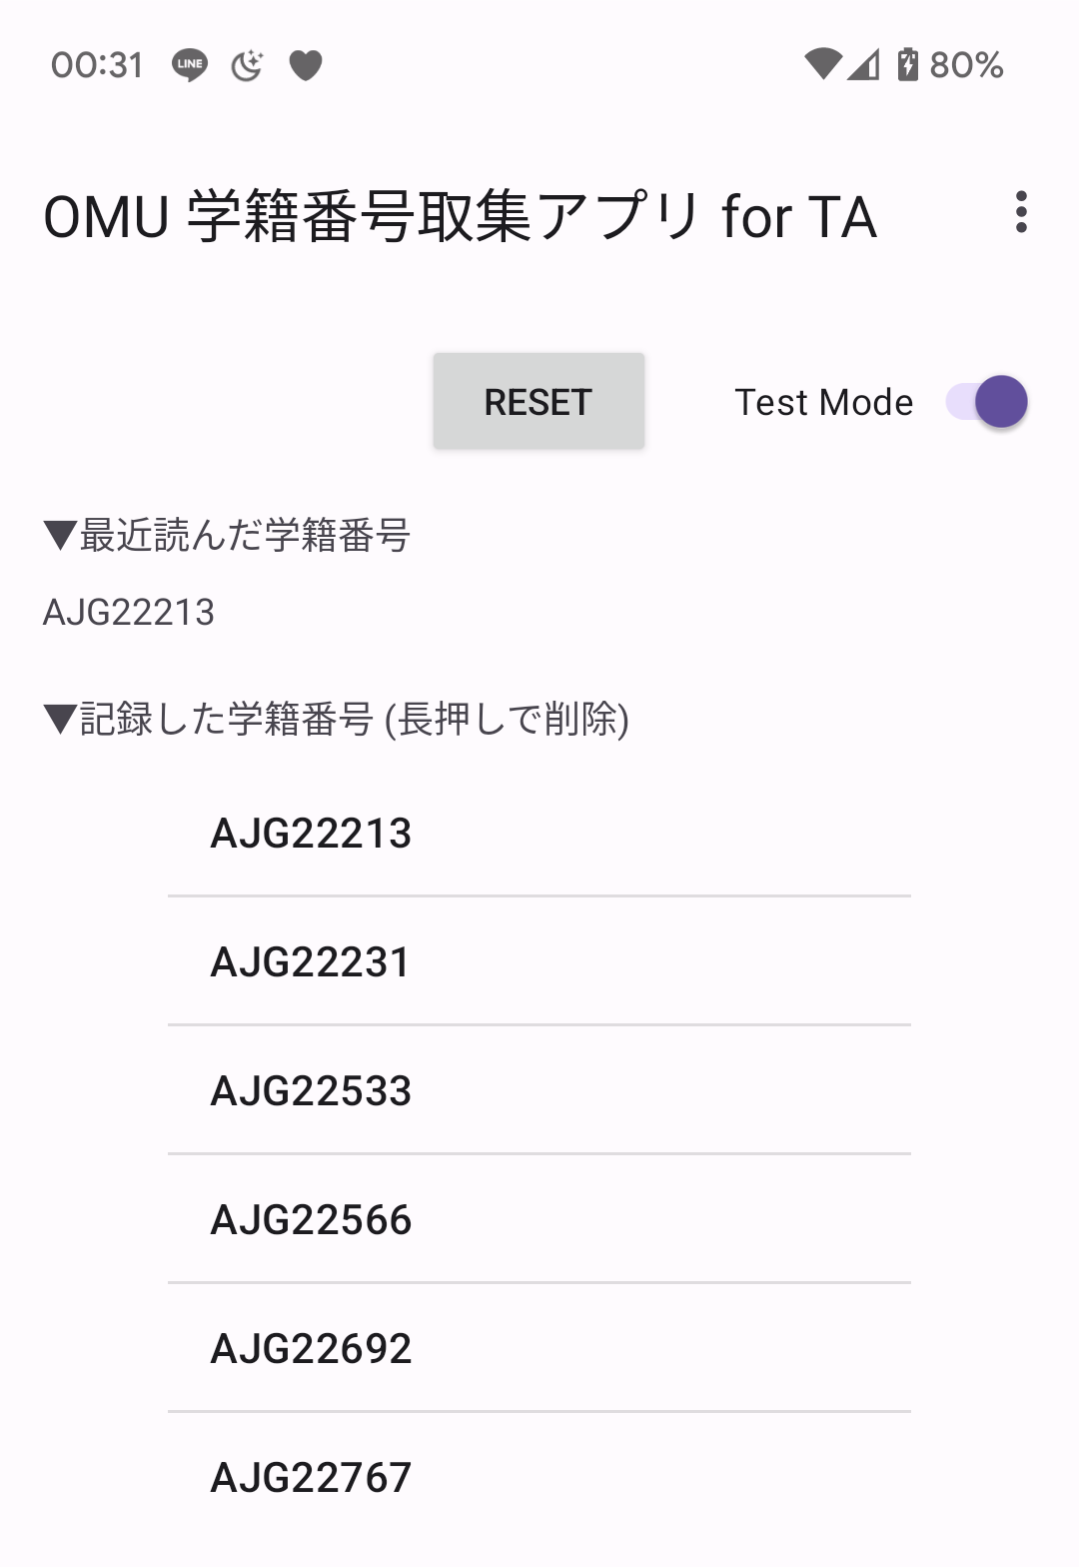 00:31 LINE 80%
OMU 学籍番号取集アプリ for TA
RESET Test Mode
▼最近読んだ学籍番号
AJG22213
▼記録した学籍番号 (長押しで削除)
AJG22213
AJG22231
AJG22533
AJG22566
AJG22692
AJG22767